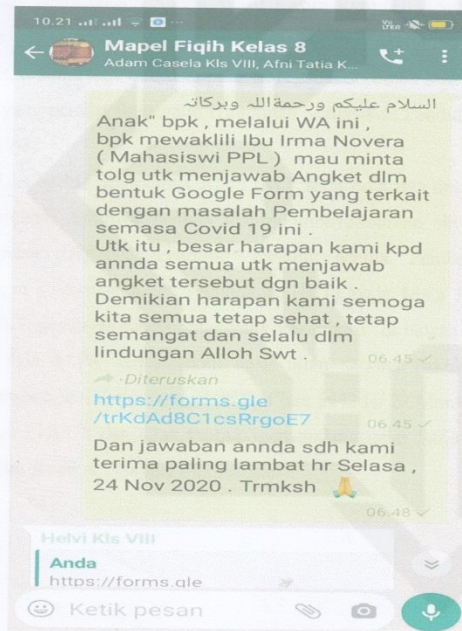 10.21
Mapel Fiqih Kelas 8
Adam Casela Kls VIII, Afni Tatia K...
السلام عليكم ورحمة الله وبركاته
Anak" bpk , melalui WA ini ,
bpk mewaklili Ibu Irma Novera
( Mahasiswi PPL ) mau minta
tolg utk menjawab Angket dlm
bentuk Google Form yang terkait
dengan masalah Pembelajaran
semasa Covid 19 ini .
Utk itu , besar harapan kami kpd
annda semua utk menjawab
angket tersebut dgn baik .
Demikian harapan kami semoga
kita semua tetap sehat , tetap
semangat dan selalu dlm
lindungan Alloh Swt . 06.45
Diteruskan
https://forms.gle
/trKdAd8C1csRrgoE7 06.45
Dan jawaban annda sdh kami
terima paling lambat hr Selasa ,
24 Nov 2020 . Trmksh 🙏
06.48
Helvi Kls VIII
Anda
https://forms.gle
Ketik pesan